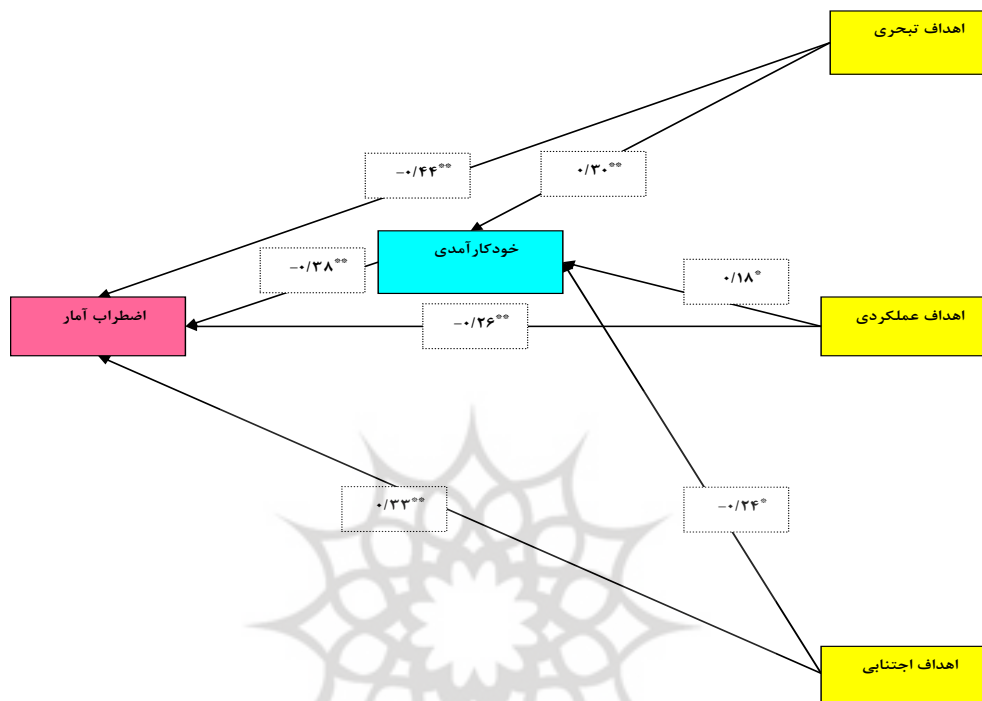 اهداف تبحری
-۰/۴۴**
۰/۳۰**
خودکارآمدی
-۰/۳۸**
۰/۱۸*
اضطراب آمار
-۰/۲۶**
اهداف عملکردی
۰/۳۳**
-۰/۲۴*
اهداف اجتنابی